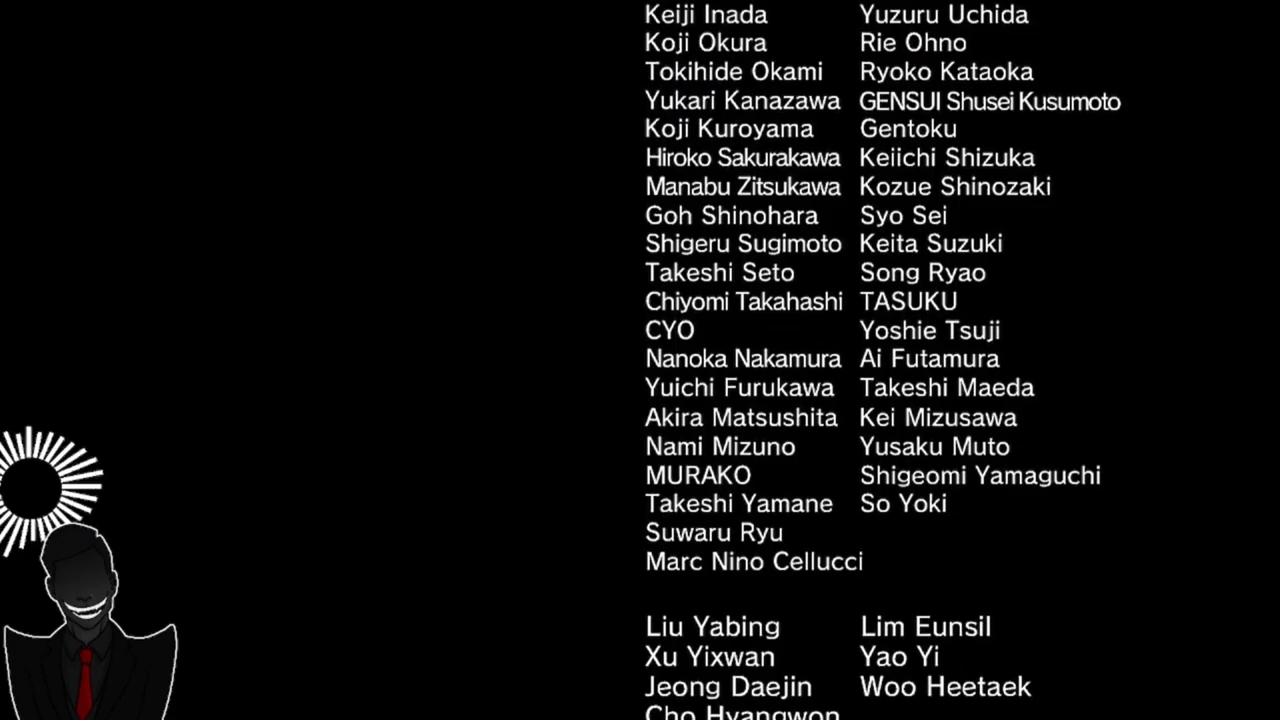 Keiji Inada Yuzuru Uchida
Koji Okura Rie Ohno
Tokihide Okami Ryoko Kataoka
Yukari Kanazawa GENSUI Shusei Kusumoto
Koji Kuroyama Gentoku
Hiroko Sakurakawa Keiichi Shizuka
Manabu Zitsukawa Kozue Shinozaki
Goh Shinohara Syo Sei
Shigeru Sugimoto Keita Suzuki
Takeshi Seto Song Ryao
Chiyomi Takahashi TASUKU
CYO Yoshie Tsuji
Nanoka Nakamura Ai Futamura
Yuichi Furukawa Takeshi Maeda
Akira Matsushita Kei Mizusawa
Nami Mizuno Yusaku Muto
MURAKO Shigeomi Yamaguchi
Takeshi Yamane So Yoki
Suwaru Ryu
Marc Nino Cellucci
Liu Yabing Lim Eunsil
Xu Yixwan Yao Yi
Jeong Daejin Woo Heetaek
Cho Hyangwon